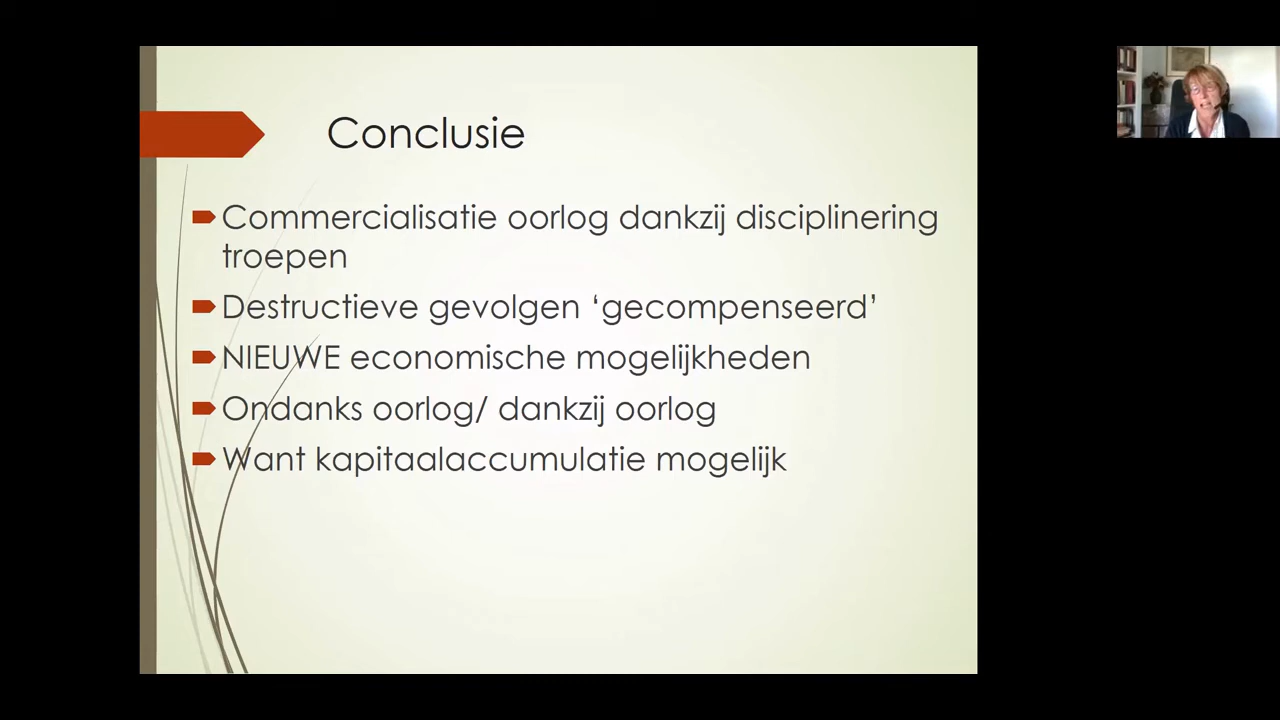 Conclusie
Commercialisatie oorlog dankzij disciplinering
troepen
Destructieve gevolgen ‘gecompenseerd’
NIEUWE economische mogelijkheden
Ondanks oorlog/ dankzij oorlog
Want kapitaalaccumulatie mogelijk